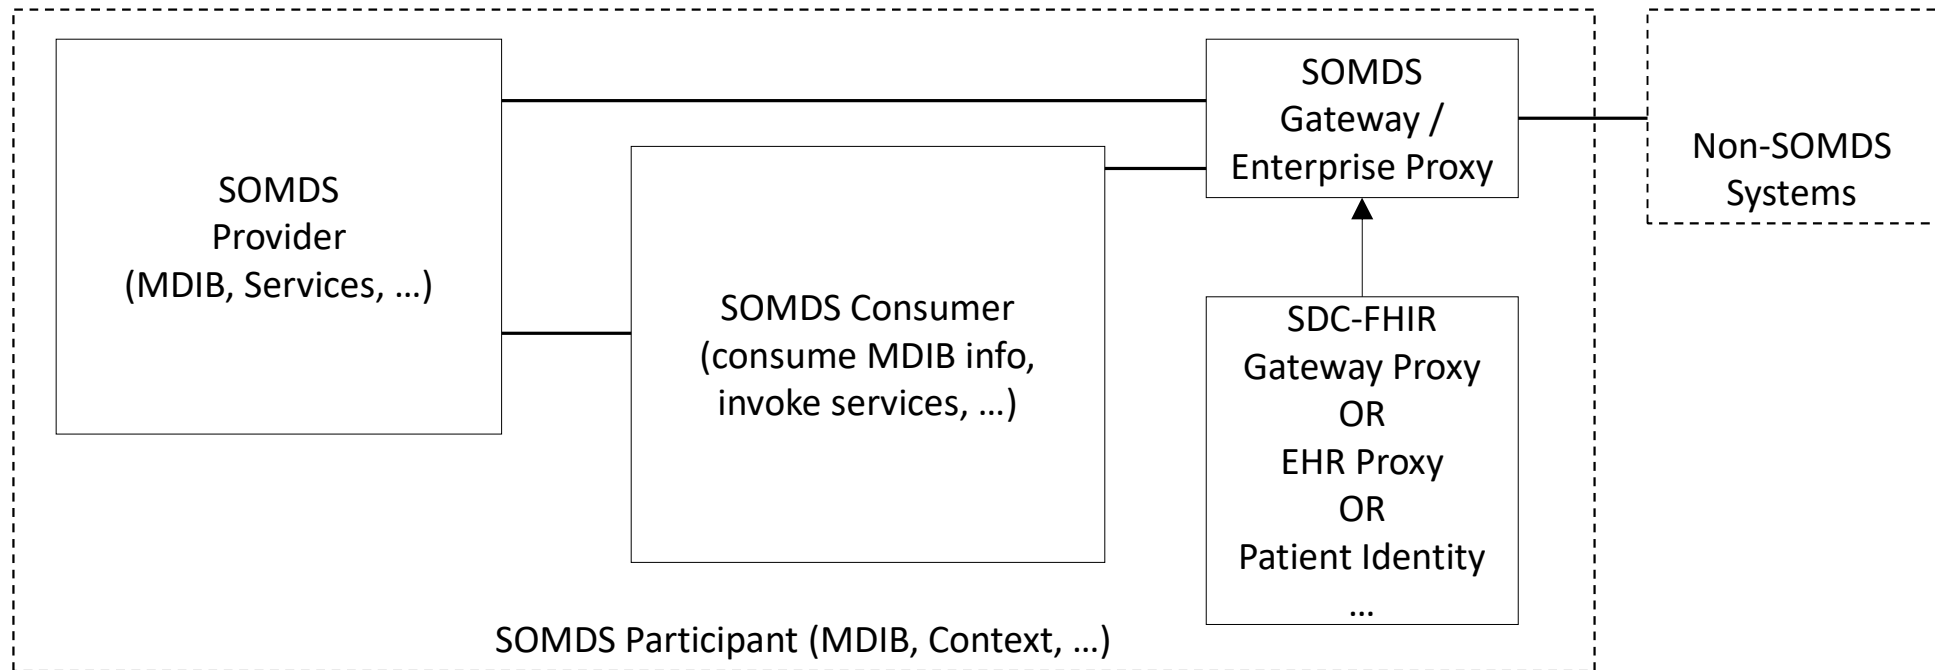 SOMDS
Provider
(MDIB, Services, …)
SOMDS Consumer
(consume MDIB info,
invoke services, …)
SOMDS
Gateway /
Enterprise Proxy
Non-SOMDS
Systems
SDC-FHIR
Gateway Proxy
OR
EHR Proxy
OR
Patient Identity
…
SOMDS Participant (MDIB, Context, …)